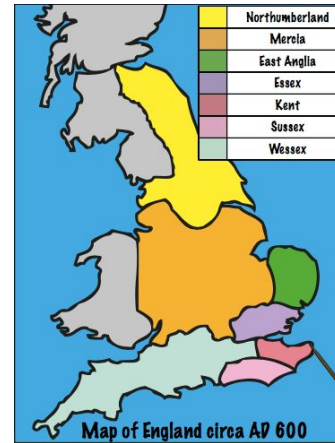 Northumberland
Mercia
East Anglia
Essex
Kent
Sussex
Wessex
Map of England circa AD 600